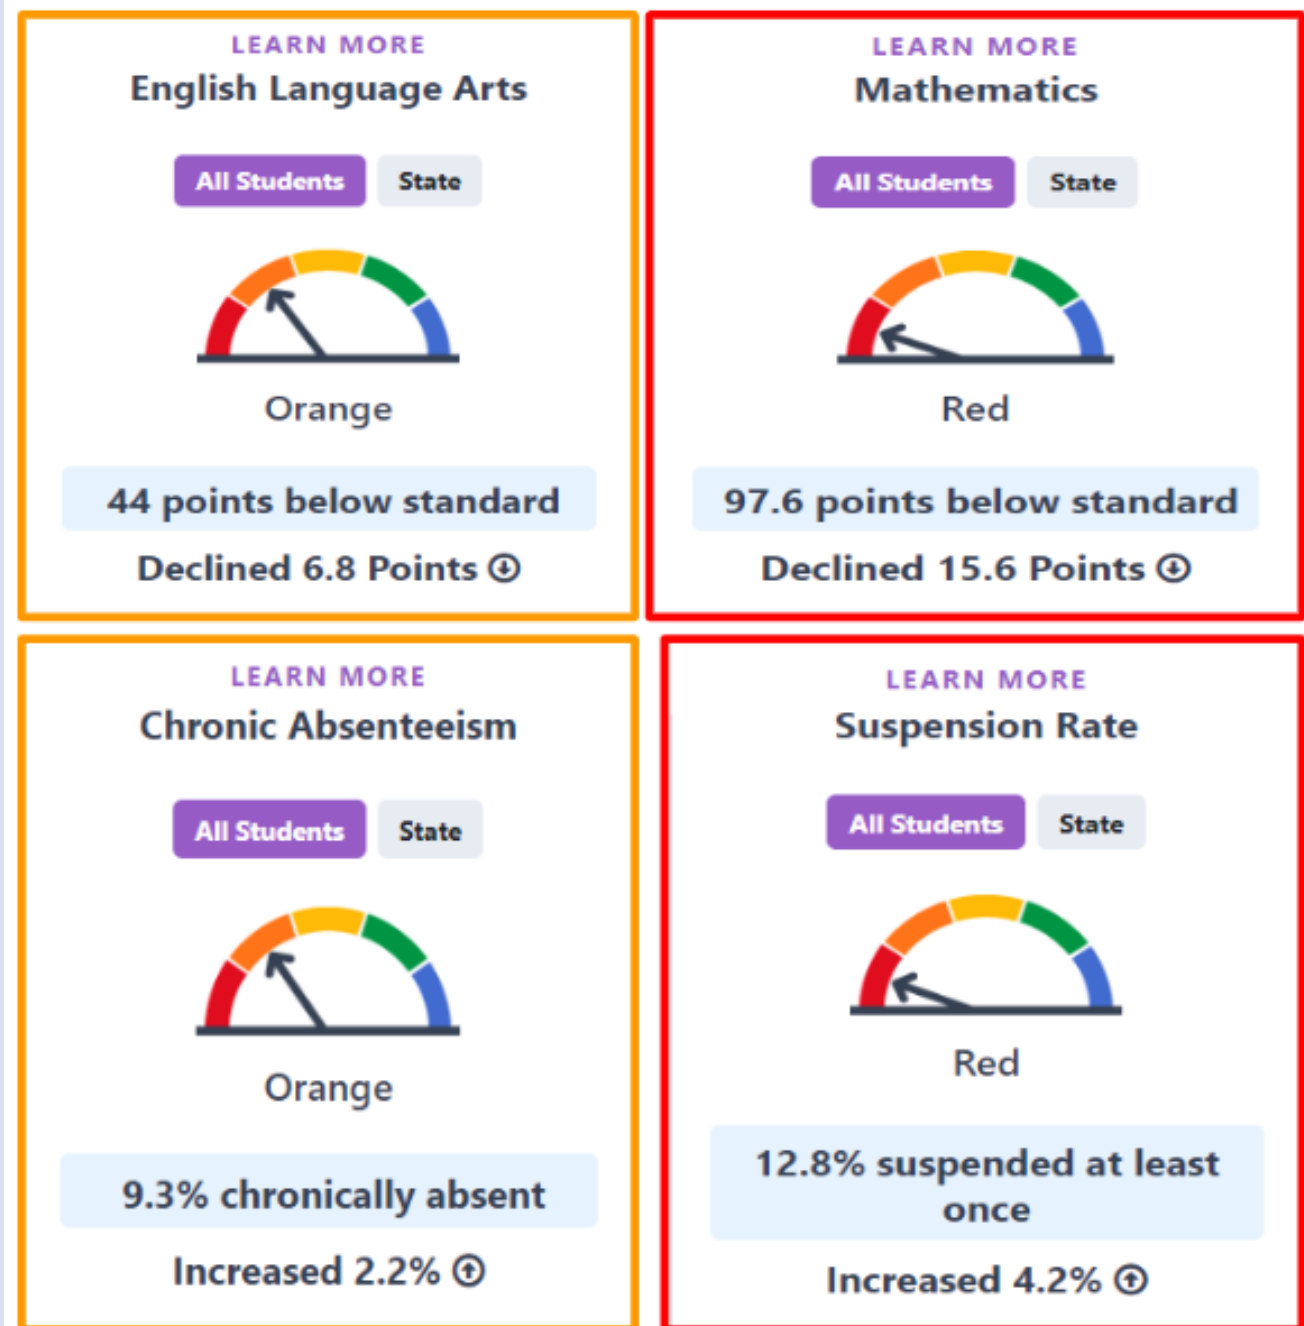 LEARN MORE
English Language Arts
All Students State
Orange
44 points below standard
Declined 6.8 Points
LEARN MORE
Mathematics
All Students State
Red
97.6 points below standard
Declined 15.6 Points
LEARN MORE
Chronic Absenteeism
All Students State
Orange
9.3% chronically absent
Increased 2.2%
LEARN MORE
Suspension Rate
All Students State
Red
12.8% suspended at least
once
Increased 4.2%